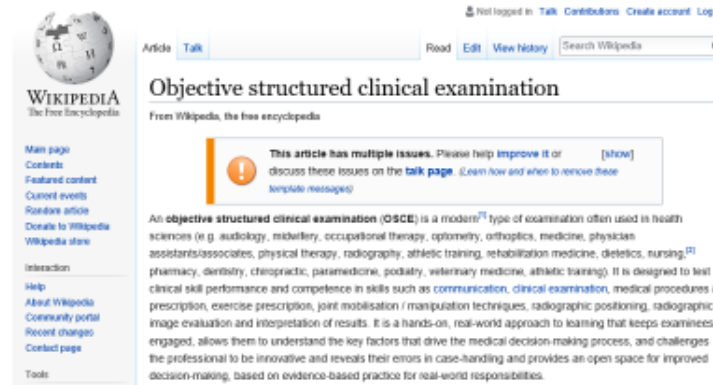 Not logged in Talk Contributions Create account Log
Article Talk Read Edit View history Search Wikipedia
WIKIPEDIA
The Free Encyclopedia
Objective structured clinical examination
From Wikipedia, the free encyclopedia
Main page
Contents
Featured content
Current events
Random article
Donate to Wikipedia
Wikipedia store
Interaction
Help
About Wikipedia
Community portal
Recent changes
Contact page
Tools
This article has multiple issues. Please help improve it or [show]
discuss these issues on the talk page. (Learn how and when to remove these
template messages)
An objective structured clinical examination (OSCE) is a modern[1] type of examination often used in health
sciences (e.g. audiology, midwifery, occupational therapy, optometry, orthoptics, medicine, physician
assistants/associates, physical therapy, radiography, athletic training, rehabilitation medicine, dietetics, nursing,[2]
pharmacy, dentistry, chiropractic, paramedicine, podiatry, veterinary medicine, athletic training). It is designed to test
clinical skill performance and competence in skills such as communication, clinical examination, medical procedures
prescription, exercise prescription, joint mobilisation / manipulation techniques, radiographic positioning, radiographic
image evaluation and interpretation of results. It is a hands-on, real-world approach to learning that keeps examinees
engaged, allows them to understand the key factors that drive the medical decision-making process, and challenges
the professional to be innovative and reveals their errors in case-handling and provides an open space for improved
decision-making, based on evidence-based practice for real-world responsibilities.